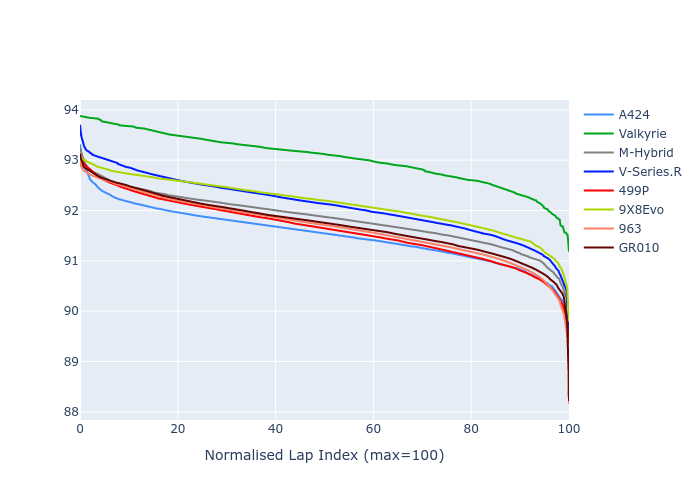 94
93
92
91
90
89
88
0
20
40
60
80
100
Normalised Lap Index (max=100)
A424
Valkyrie
M-Hybrid
V-Series.R
499P
9X8Evo
963
GR010